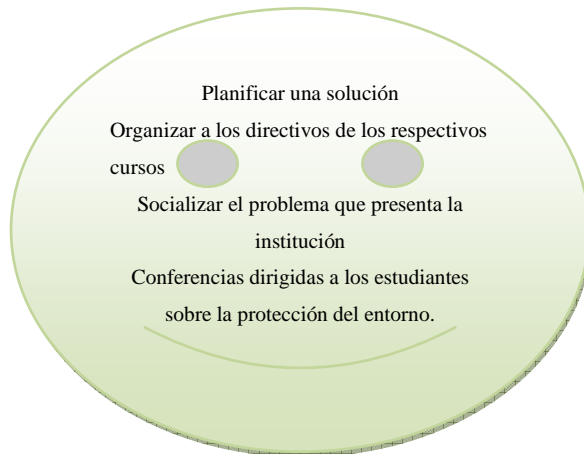 Planificar una solución
Organizar a los directivos de los respectivos
cursos
Socializar el problema que presenta la
institución
Conferencias dirigidas a los estudiantes
sobre la protección del entorno.